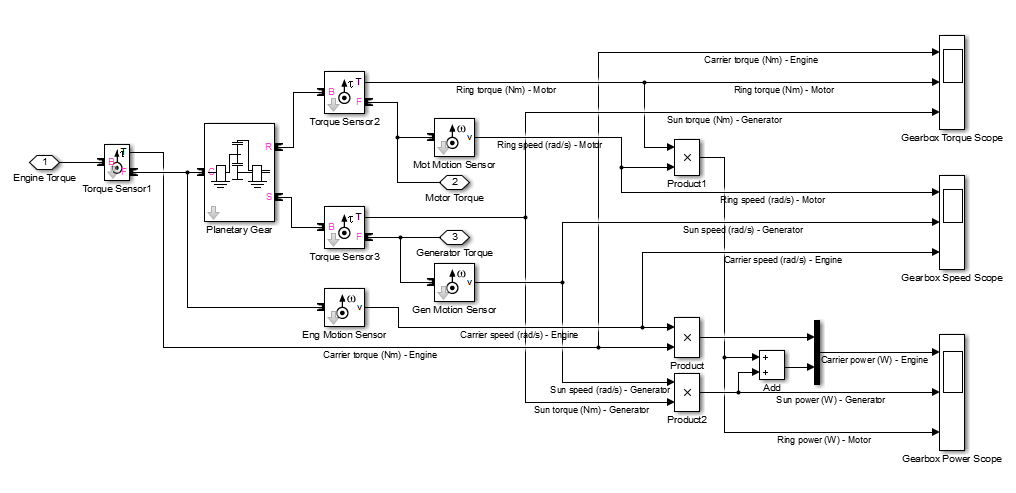 Carrier torque (Nm) - Engine
Ring torque (Nm) - Motor
Ring torque (Nm) - Motor
Sun torque (Nm) - Generator
Gearbox Torque Scope
B
τ
T
F
Torque Sensor2
ω
v
Mot Motion Sensor
Ring speed (rad/s) - Motor
2
Motor Torque
1
Engine Torque
B
T
F
Torque Sensor1
C
R
S
Planetary Gear
×
Product1
Ring speed (rad/s) - Motor
Sun speed (rad/s) - Generator
Carrier speed (rad/s) - Engine
Gearbox Speed Scope
B
τ
T
F
Torque Sensor3
3
Generator Torque
ω
v
Gen Motion Sensor
ω
v
Eng Motion Sensor
Carrier speed (rad/s) - Engine
Carrier torque (Nm) - Engine
×
Product
Sun speed (rad/s) - Generator
Sun torque (Nm) - Generator
×
Product2
+
+
Add
Carrier power (W) - Engine
Sun power (W) - Generator
Ring power (W) - Motor
Gearbox Power Scope